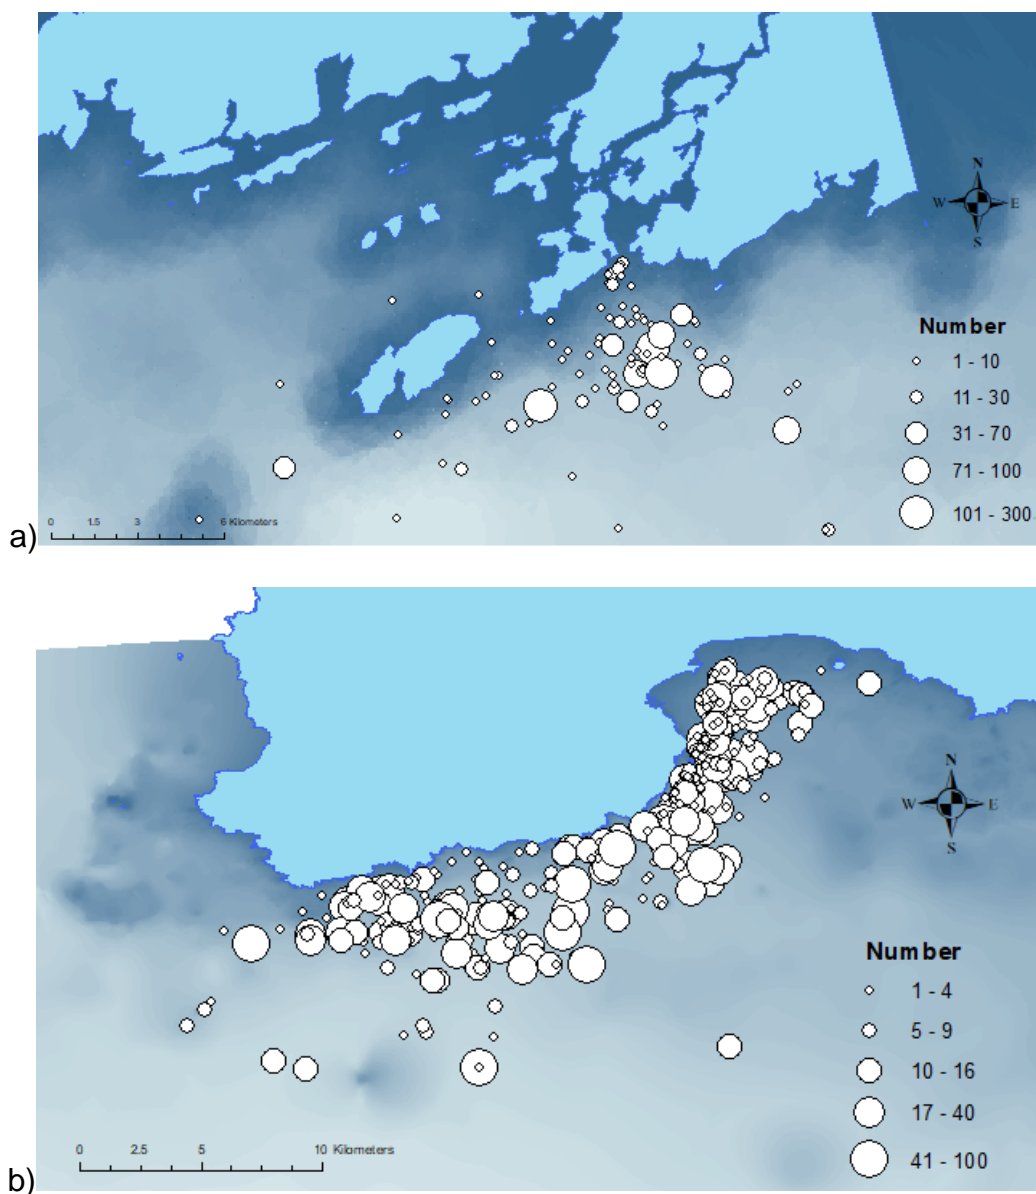 N
W E
S
Number
1 - 10
11 - 30
31 - 70
71 - 100
101 - 300
0 1.5 3 6 Kilometers
a)
N
W E
S
Number
1 - 4
5 - 9
10 - 16
17 - 40
41 - 100
0 2.5 5 10 Kilometers
b)